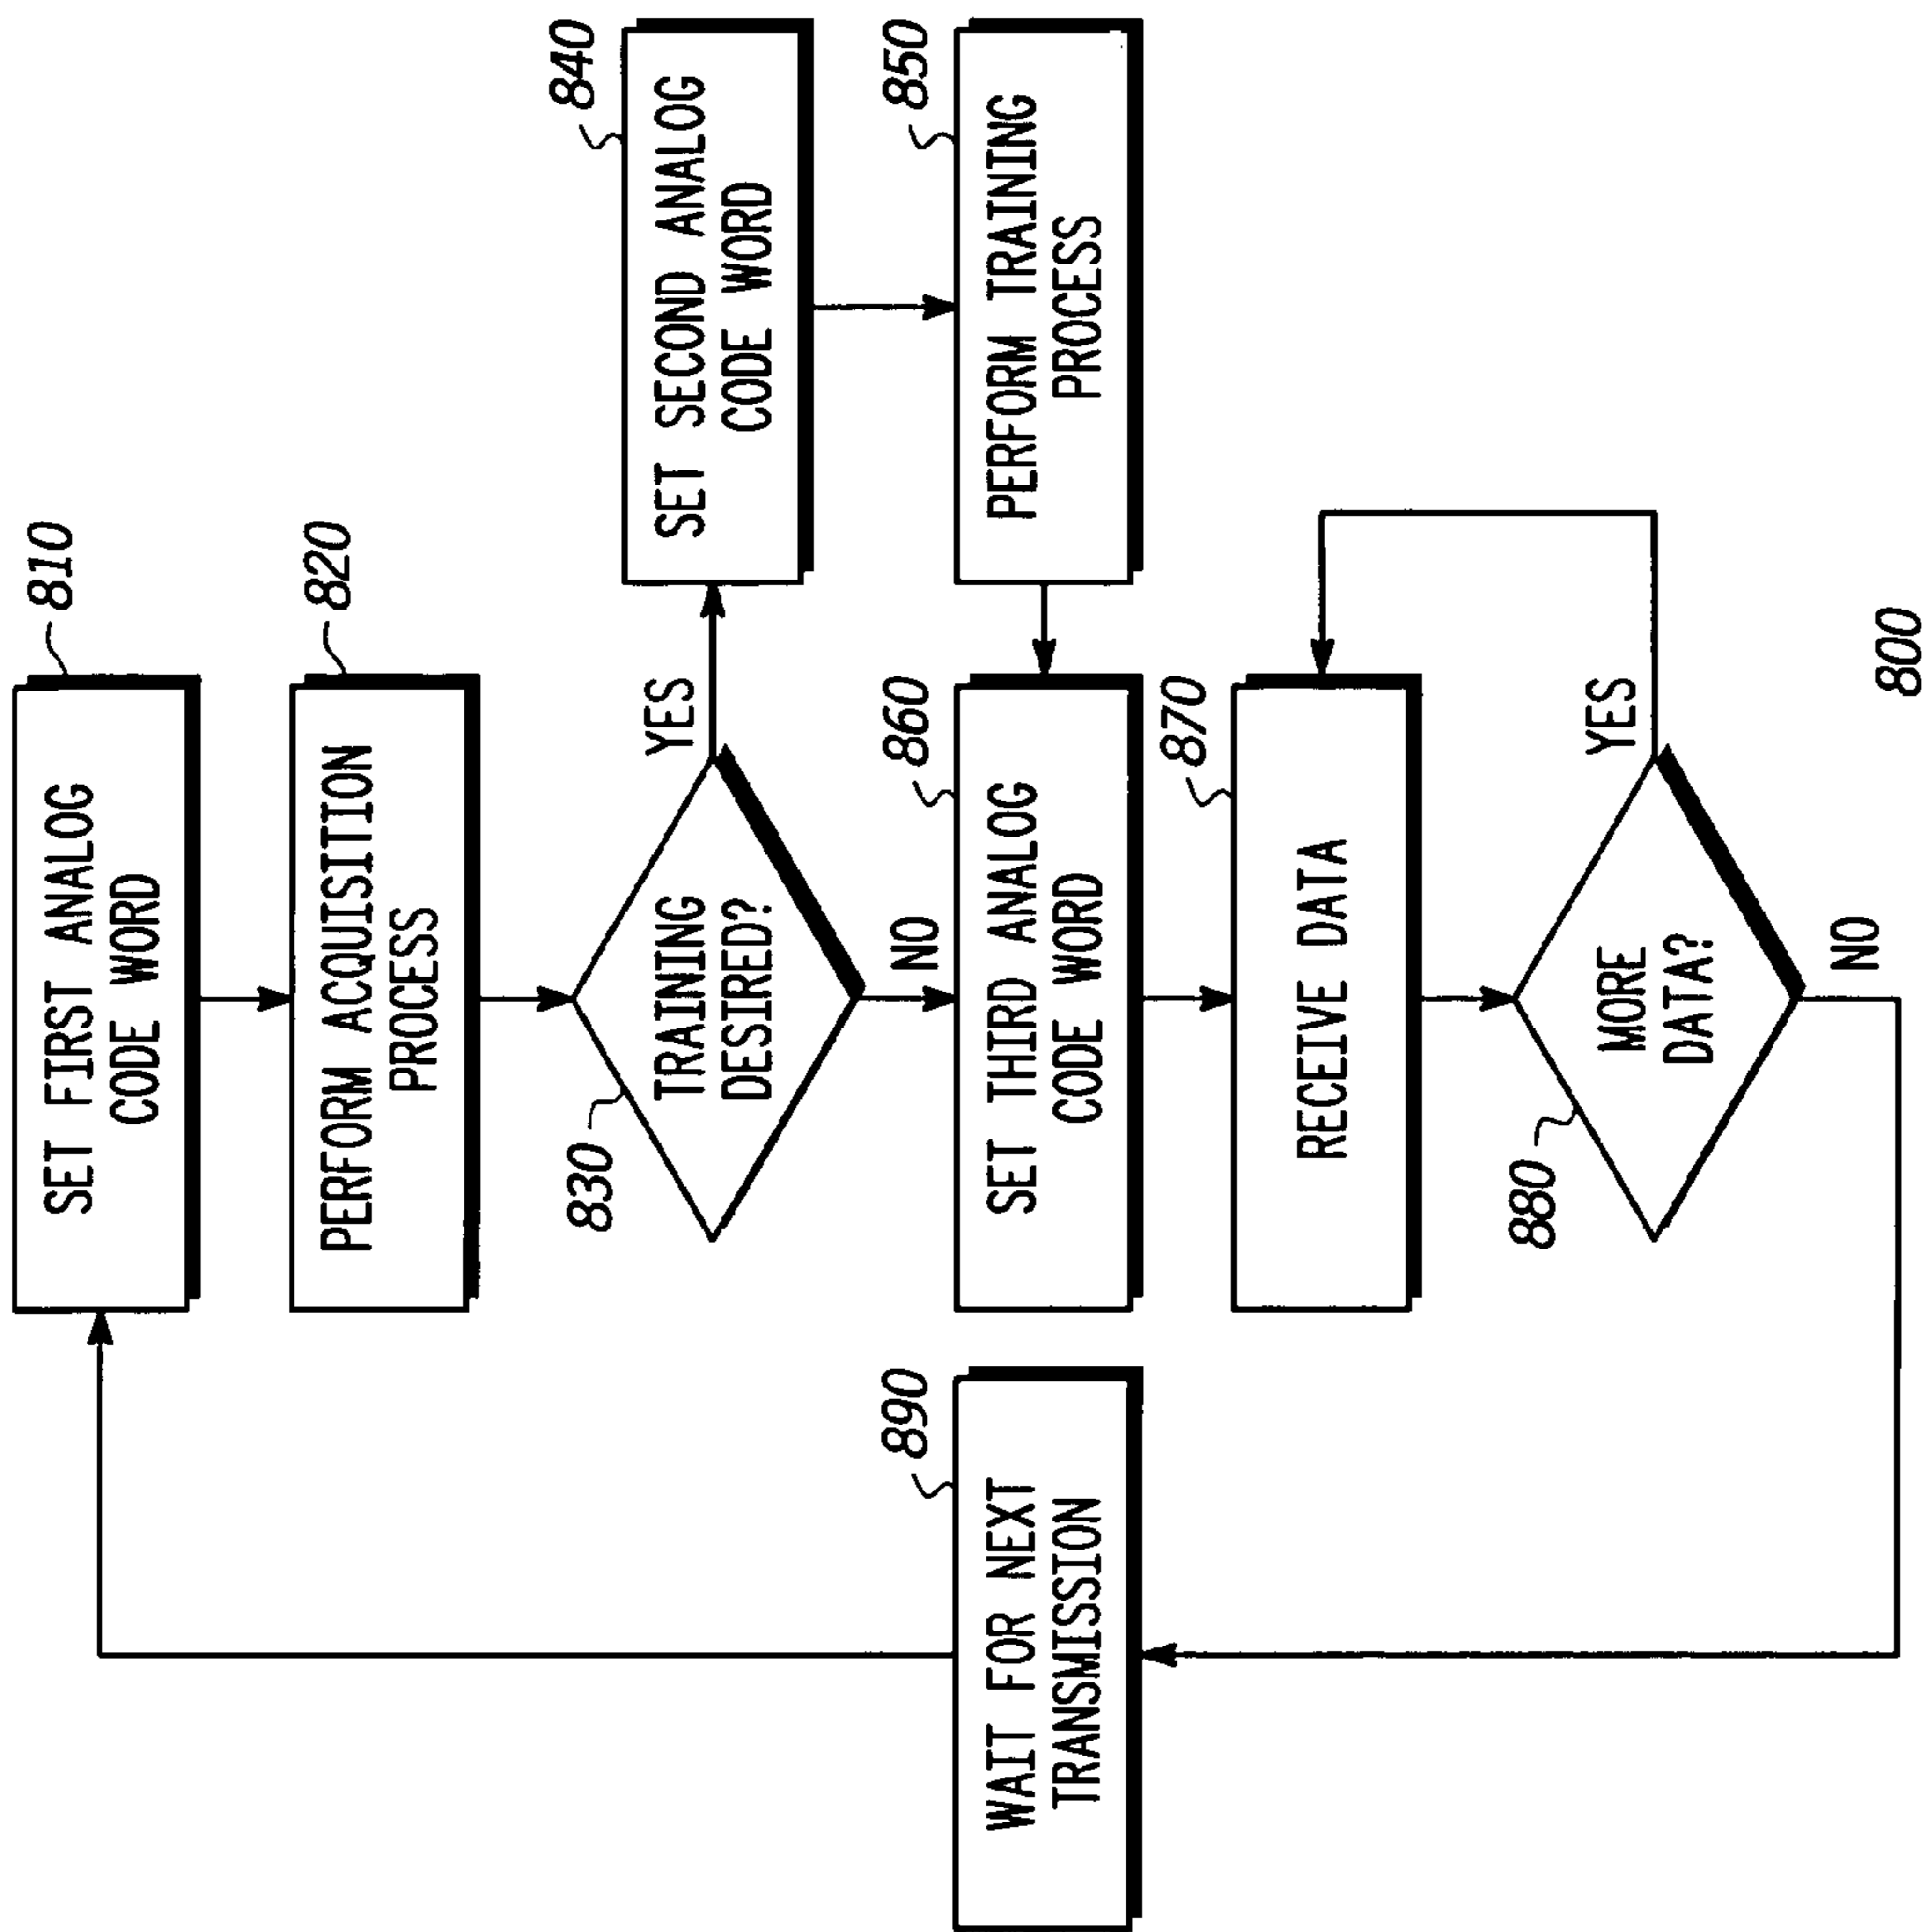 810
SET FIRST ANALOG
CODE WORD
820
PERFORM ACQUISITION
PROCESS
830
TRAINING
DESIRED?
YES
NO
840
SET SECOND ANALOG
CODE WORD
850
PERFORM TRAINING
PROCESS
860
SET THIRD ANALOG
CODE WORD
870
RECEIVE DATA
880
MORE
DATA?
YES
NO
890
WAIT FOR NEXT
TRANSMISSION
800